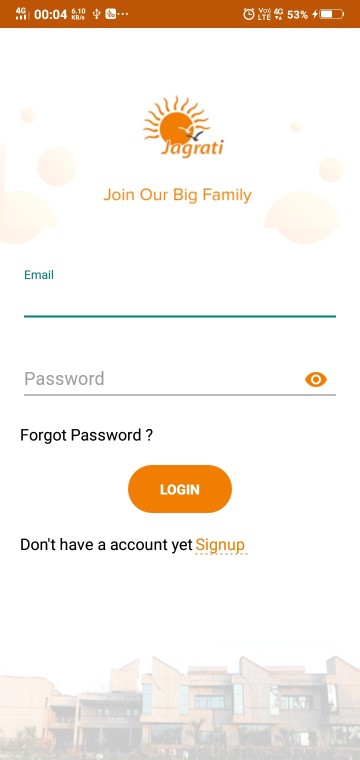 4G 00:04 6.10 KB/s ...
Vo) LTE 4G 53%
Jagrati
Join Our Big Family
Email
Password
Forgot Password ?
LOGIN
Don't have a account yet Signup